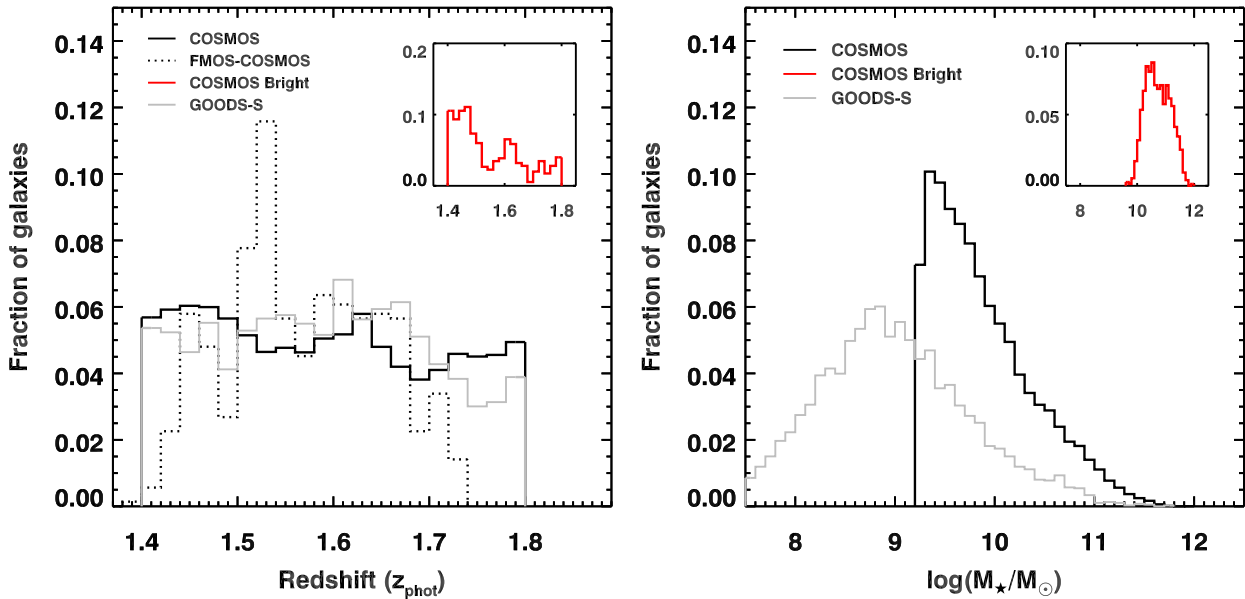 COSMOS
FMOS-COSMOS
COSMOS Bright
GOODS-S
0.14
0.12
0.10
0.08
0.06
0.04
0.02
0.00
Fraction of galaxies
1.4 1.5 1.6 1.7 1.8
Redshift (z_phot)
0.2
0.1
0.0
1.4 1.6 1.8
COSMOS
COSMOS Bright
GOODS-S
0.14
0.12
0.10
0.08
0.06
0.04
0.02
0.00
Fraction of galaxies
8 9 10 11 12
log(M★/M⊙)
0.10
0.05
0.00
8 10 12